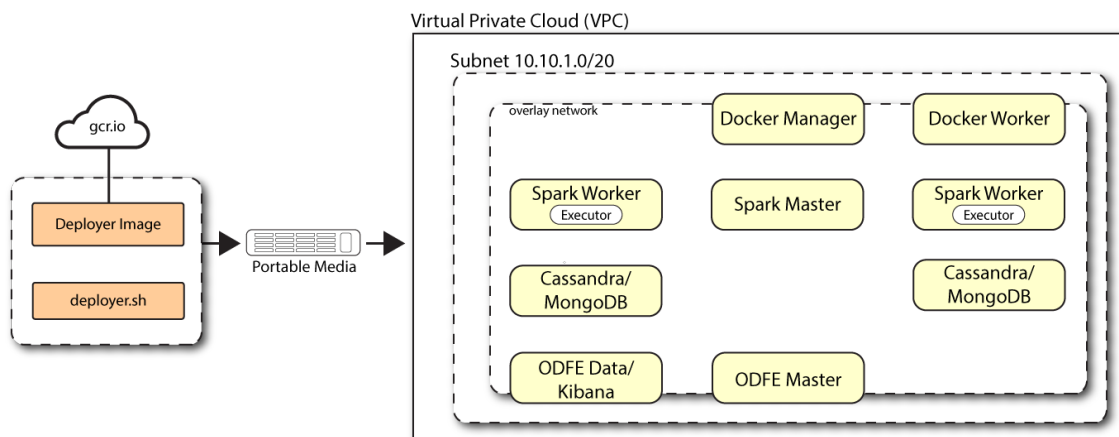 Virtual Private Cloud (VPC)
Subnet 10.10.1.0/20
overlay network
gcr.io
Deployer Image
deployer.sh
Portable Media
Docker Manager
Docker Worker
Spark Worker
Executor
Spark Master
Spark Worker
Executor
Cassandra/
MongoDB
Cassandra/
MongoDB
ODFE Data/
Kibana
ODFE Master